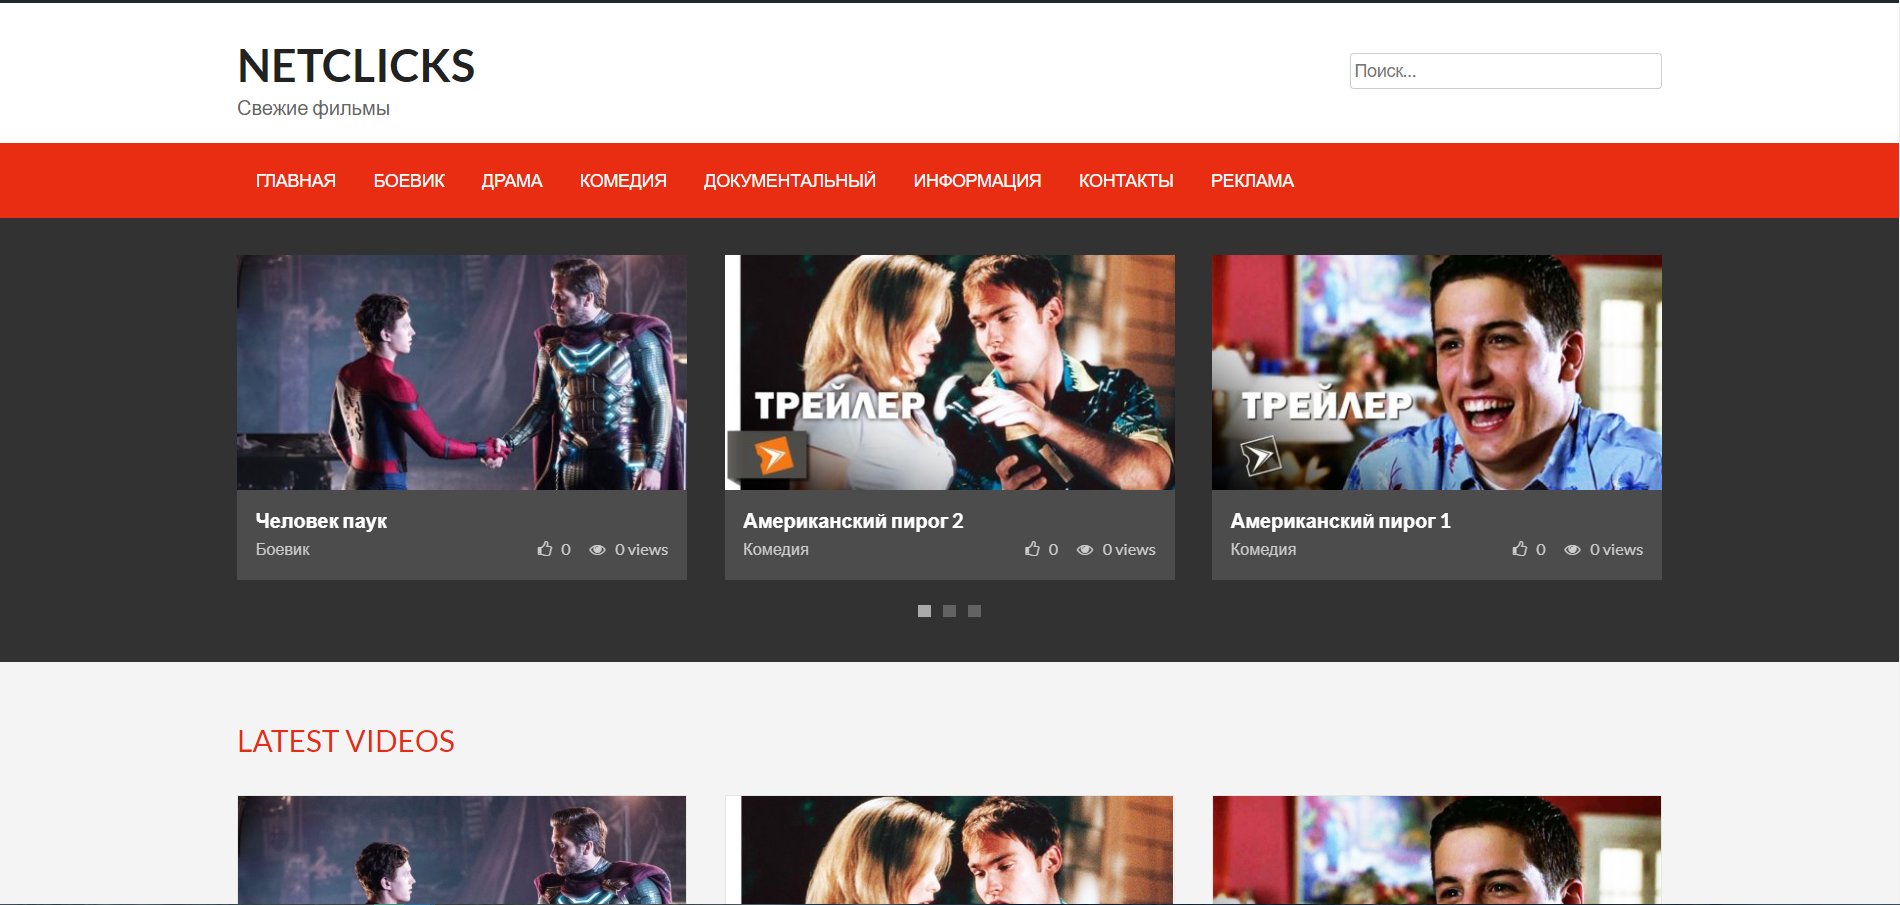 NETCLICKS
Свежие фильмы
Поиск...
ГЛАВНАЯ БОЕВИК ДРАМА КОМЕДИЯ ДОКУМЕНТАЛЬНЫЙ ИНФОРМАЦИЯ КОНТАКТЫ РЕКЛАМА
ТРЕЙЛЕР
ТРЕЙЛЕР
Человек паук
Боевик 0 0 views
Американский пирог 2
Комедия 0 0 views
Американский пирог 1
Комедия 0 0 views
LATEST VIDEOS